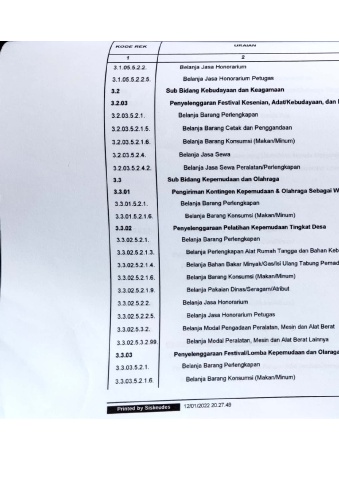 KODE REK URAIAN
1 2
3.1.05.5.2.2. Belanja Jasa Honorarium
3.1.05.5.2.2.5. Belanja Jasa Honorarium Petugas
3.2 Sub Bidang Kebudayaan dan Keagamaan
3.2.03 Penyelenggaran Festival Kesenian, Adat/Kebudayaan, dan
3.2.03.5.2.1. Belanja Barang Perlengkapan
3.2.03.5.2.1.5. Belanja Barang Cetak dan Penggandaan
3.2.03.5.2.1.6. Belanja Barang Konsumsi (Makan/Minum)
3.2.03.5.2.4. Belanja Jasa Sewa
3.2.03.5.2.4.2. Belanja Jasa Sewa Peralatan/Perlengkapan
3.3 Sub Bidang Kepemudaan dan Olahraga
3.3.01 Pengiriman Kontingen Kepemudaan & Olahraga Sebagai W
3.3.01.5.2.1. Belanja Barang Perlengkapan
3.3.01.5.2.1.6. Belanja Barang Konsumsi (Makan/Minum)
3.3.02 Penyelenggaraan Pelatihan Kepemudaan Tingkat Desa
3.3.02.5.2.1. Belanja Barang Perlengkapan
3.3.02.5.2.1.3. Belanja Perlengkapan Alat Rumah Tangga dan Bahan Keb
3.3.02.5.2.1.4. Belanja Bahan Bakar Minyak/Gas/Isi Ulang Tabung Pemad
3.3.02.5.2.1.6. Belanja Barang Konsumsi (Makan/Minum)
3.3.02.5.2.1.9. Belanja Pakaian Dinas/Seragam/Atribut
3.3.02.5.2.2. Belanja Jasa Honorarium
3.3.02.5.2.2.5. Belanja Jasa Honorarium Petugas
3.3.02.5.3.2. Belanja Modal Pengadaan Peralatan, Mesin dan Alat Berat
3.3.02.5.3.2.99. Belanja Modal Peralatan, Mesin dan Alat Berat Lainnya
3.3.03 Penyelenggaraan Festival/Lomba Kepemudaan dan Olaraga
3.3.03.5.2.1. Belanja Barang Perlengkapan
3.3.03.5.2.1.6. Belanja Barang Konsumsi (Makan/Minum)
Printed by Siskeudes 12/01/2022 20.27.48